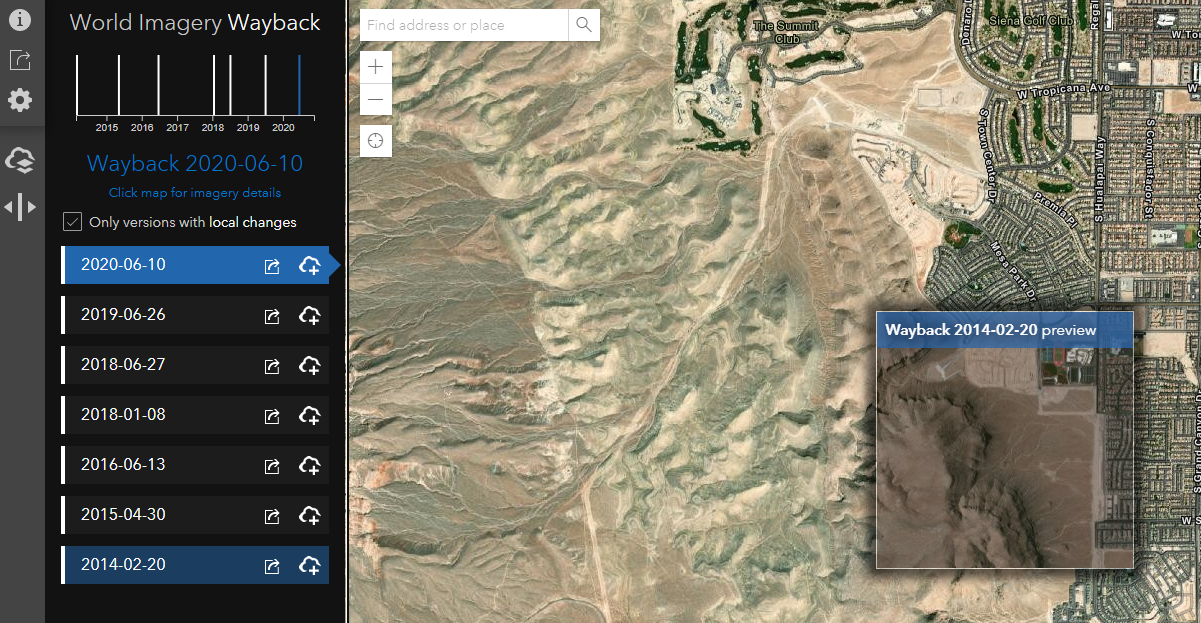 World Imagery Wayback
2015 2016 2017 2018 2019 2020
Wayback 2020-06-10
Click map for imagery details
Only versions with local changes
2020-06-10
2019-06-26
2018-06-27
2018-01-08
2016-06-13
2015-04-30
2014-02-20
Find address or place
The Summit
Club
Siena Golf Club
W Tropicana Ave
S Town Center Dr
S Hualapai Way
S Conquistador St
Premia Pl
Mesa Park Dr
Wayback 2014-02-20 preview